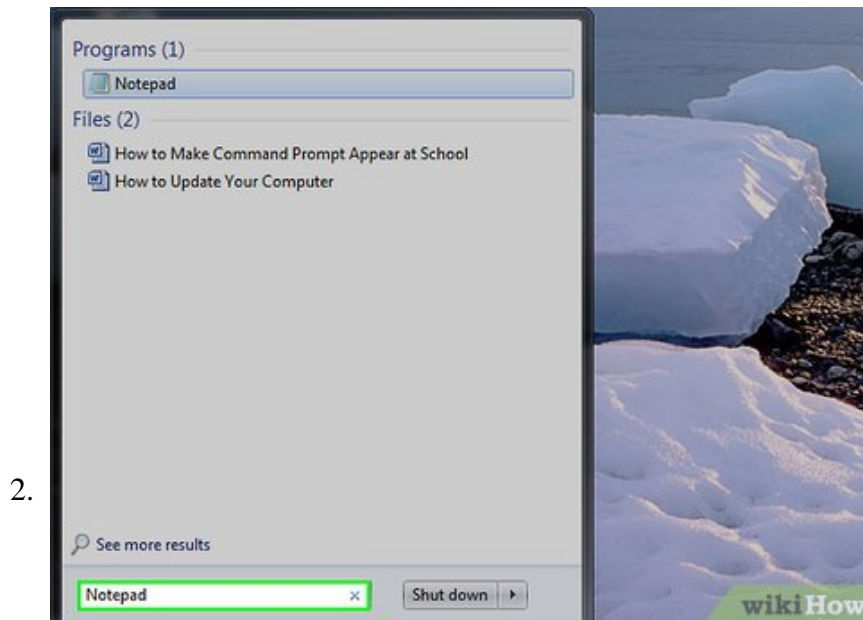 Programs (1)
Notepad
Files (2)
How to Make Command Prompt Appear at School
How to Update Your Computer
2.
See more results
Notepad
Shut down
wikiHow